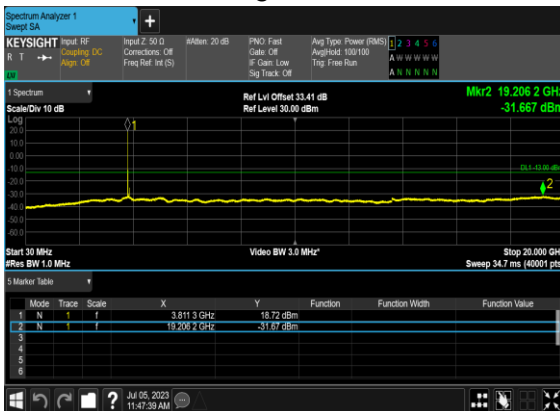 Spectrum Analyzer 1
Swept SA
KEYSIGHT
R T
LV
Input: RF
Coupling: DC
Align: Off
Input Z: 50 Ω
Corrections: Off
Freq Ref: Int (S)
#Atten: 20 dB
PNO: Fast
Gate: Off
IF Gain: Low
Sig Track: Off
Avg Type: Power (RMS)
Avg|Hold: 100/100
Trig: Free Run
1 2 3 4 5 6
A W W W W W
A N N N N N
1 Spectrum
Scale/Div 10 dB
Ref Lvl Offset 33.41 dB
Ref Level 30.00 dBm
Mkr2 19.206 2 GHz
-31.667 dBm
Log
20.0
10.0
0.00
-10.0
-20.0
-30.0
-40.0
-50.0
-60.0
1
DL1 -13.00 dBm
2
Start 30 MHz
#Res BW 1.0 MHz
Video BW 3.0 MHz*
Stop 20.000 GH
Sweep 34.7 ms (40001 pts
5 Marker Table
Mode Trace Scale X Y Function Function Width Function Value
1 N 1 f 3.811 3 GHz 18.72 dBm
2 N 1 f 19.206 2 GHz -31.67 dBm
3
4
5
6
?
Jul 05, 2023
11:47:39 AM